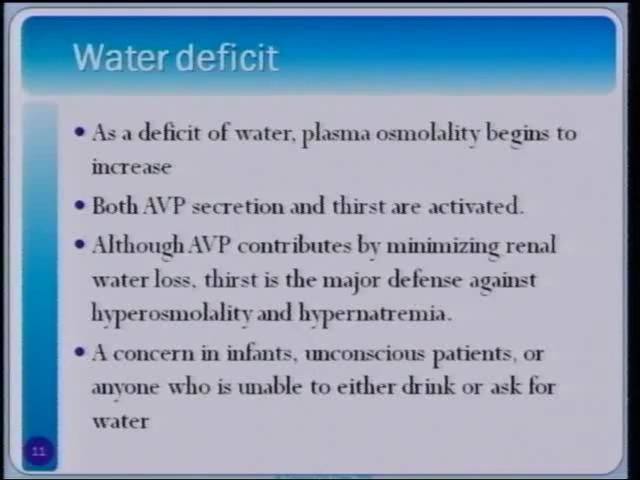 Water deficit
• As a deficit of water, plasma osmolality begins to
increase
• Both AVP secretion and thirst are activated.
• Although AVP contributes by minimizing renal
water loss, thirst is the major defense against
hyperosmolality and hypernatremia.
• A concern in infants, unconscious patients, or
anyone who is unable to either drink or ask for
water
11